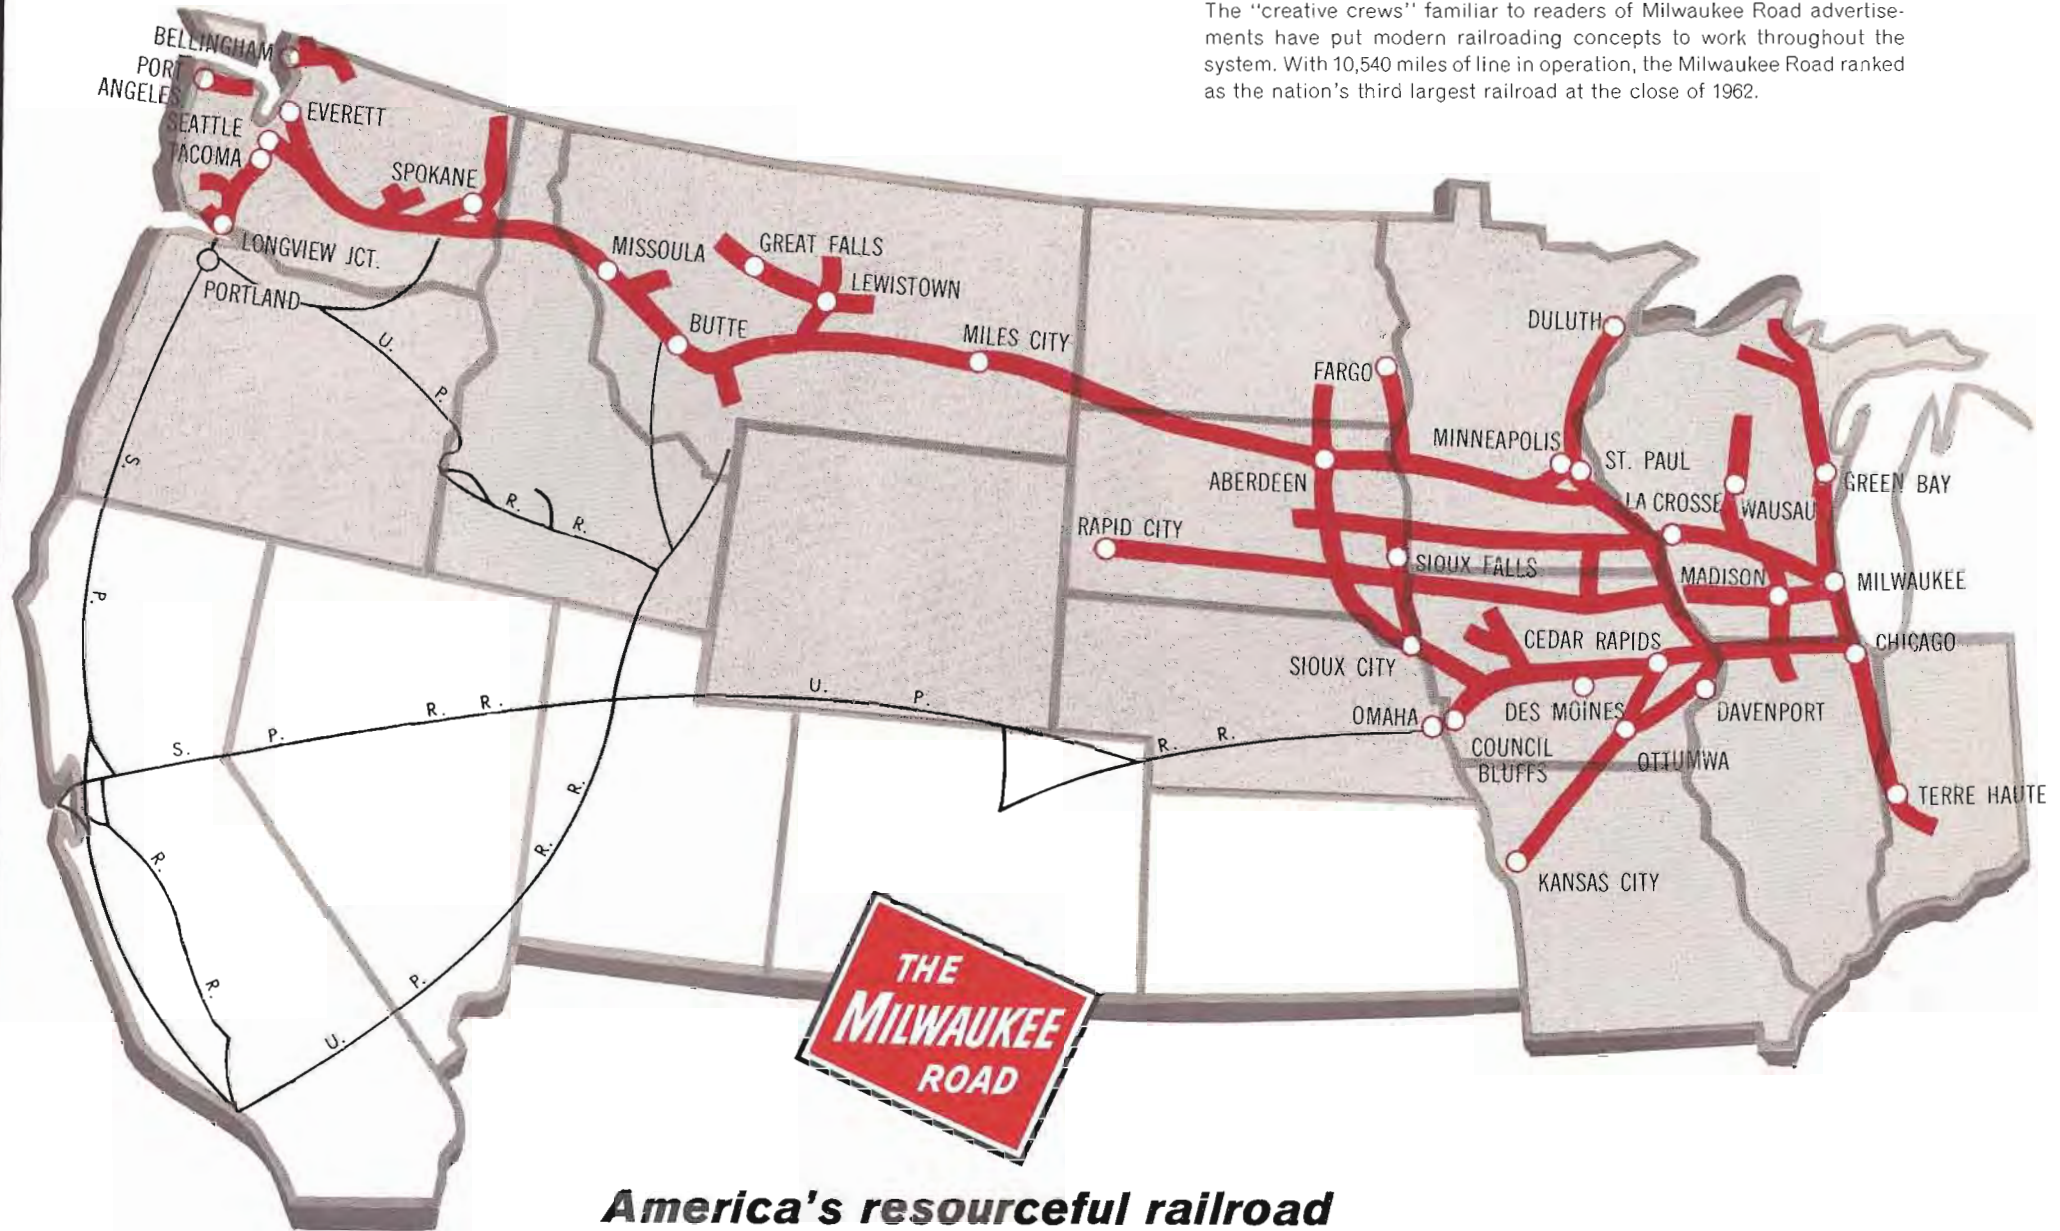 The "creative crews" familiar to readers of Milwaukee Road advertise-
ments have put modern railroading concepts to work throughout the
system. With 10,540 miles of line in operation, the Milwaukee Road ranked
as the nation's third largest railroad at the close of 1962.
BELLINGHAM
PORT
ANGELES
EVERETT
SEATTLE
TACOMA
SPOKANE
LONGVIEW JCT.
PORTLAND
MISSOULA
GREAT FALLS
LEWISTOWN
BUTTE
MILES CITY
DULUTH
FARGO
MINNEAPOLIS
ST. PAUL
ABERDEEN
GREEN BAY
LA CROSSE
WAUSAU
RAPID CITY
SIOUX FALLS
MADISON
MILWAUKEE
CEDAR RAPIDS
CHICAGO
SIOUX CITY
OMAHA
DES MOINES
DAVENPORT
COUNCIL
BLUFFS
OTTUMWA
TERRE HAUTE
KANSAS CITY
U. P. R. R.
S. P. R. R.
S. P. R. R.
U. P. R. R.
U. P. R. R.
THE
MILWAUKEE
ROAD
America's resourceful railroad